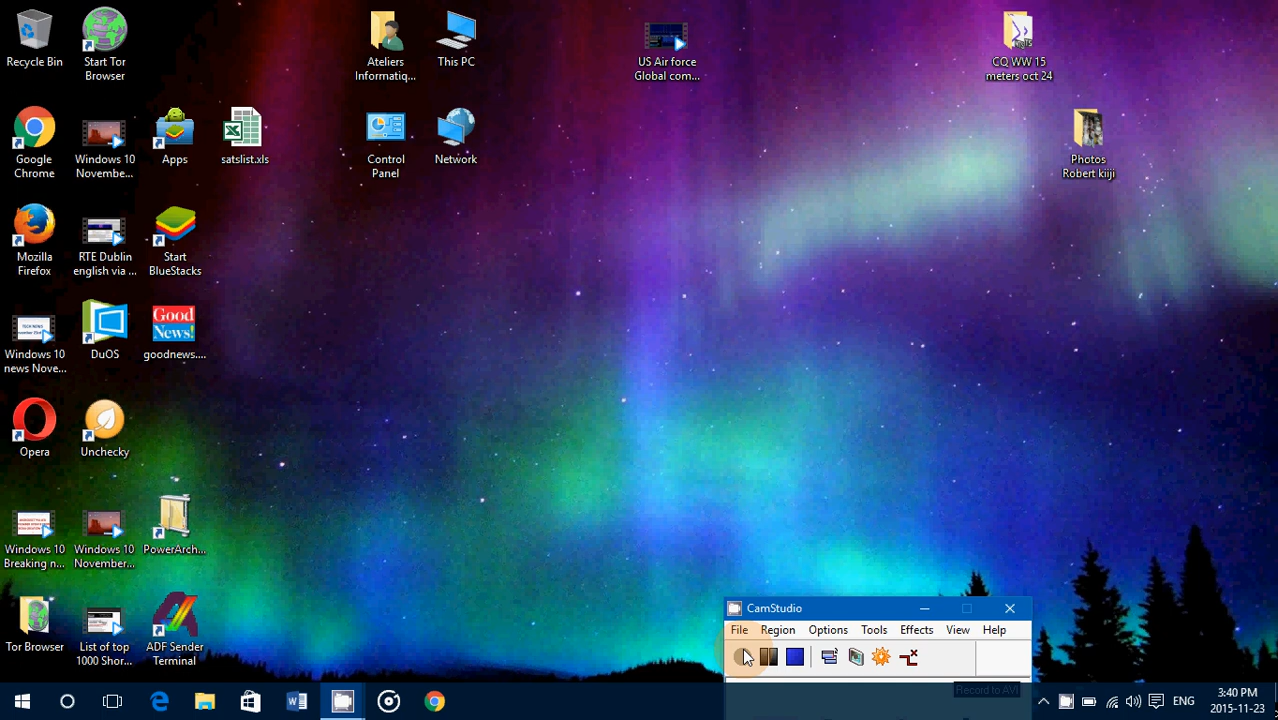 Recycle Bin
Start Tor
Browser
Ateliers
Informatiq...
This PC
US Air force
Global com...
CQ WW 15
meters oct 24
Google
Chrome
Windows 10
Novembe...
Apps
satslist.xls
Control
Panel
Network
Photos
Robert kiiji
Mozilla
Firefox
RTE Dublin
english via ...
Start
BlueStacks
Windows 10
news Nove...
DuOS
Good
News!
goodnews....
Opera
Unchecky
Windows 10
Breaking n...
Windows 10
November...
PowerArch...
Tor Browser
List of top
1000 Shor...
ADF Sender
Terminal
CamStudio
File Region Options Tools Effects View Help
Record to AVI
ENG
3:40 PM
2015-11-23